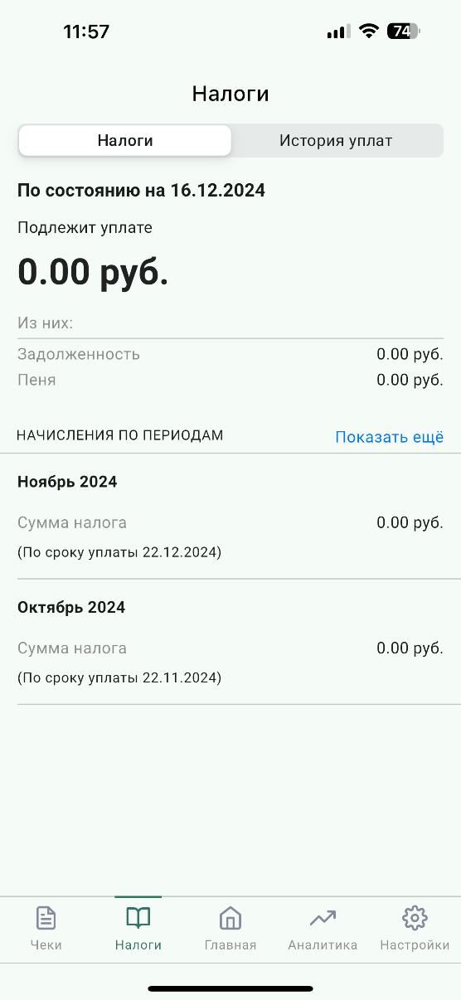 11:57
74
Налоги
Налоги
История уплат
По состоянию на 16.12.2024
Подлежит уплате
0.00 руб.
Из них:
Задолженность 0.00 руб.
Пеня 0.00 руб.
НАЧИСЛЕНИЯ ПО ПЕРИОДАМ Показать ещё
Ноябрь 2024
Сумма налога 0.00 руб.
(По сроку уплаты 22.12.2024)
Октябрь 2024
Сумма налога 0.00 руб.
(По сроку уплаты 22.11.2024)
Чеки Налоги Главная Аналитика Настройки